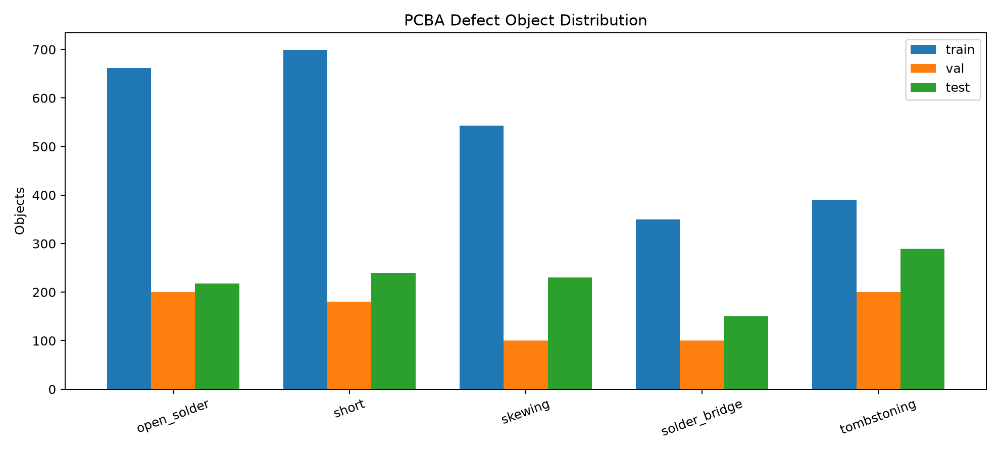 PCBA Defect Object Distribution
train
val
test
Objects
700
600
500
400
300
200
100
0
open_solder
short
skewing
solder_bridge
tombstoning